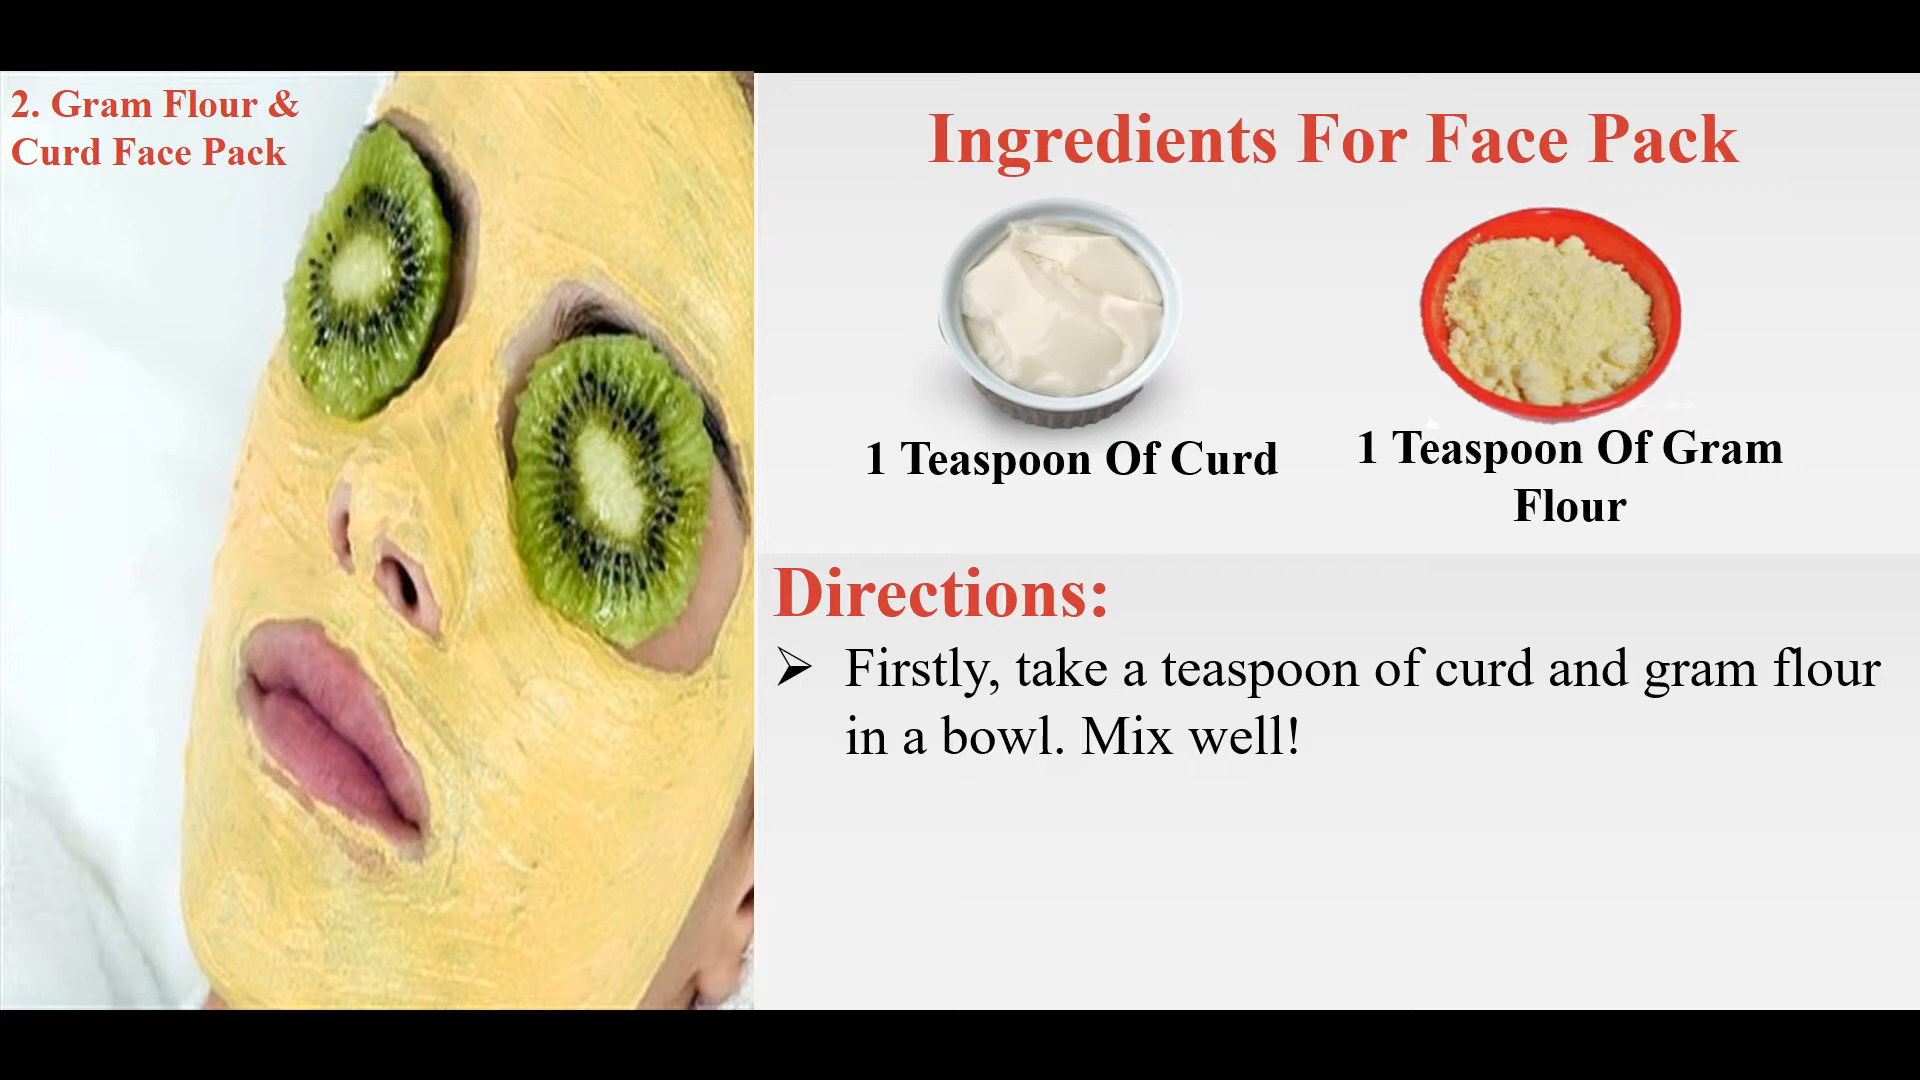 2. Gram Flour &
Curd Face Pack
Ingredients For Face Pack
1 Teaspoon Of Curd
1 Teaspoon Of Gram
Flour
Directions:
➢ Firstly, take a teaspoon of curd and gram flour
in a bowl. Mix well!